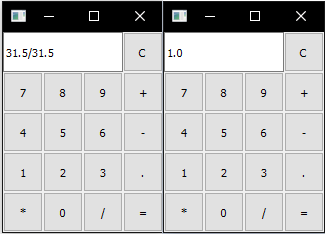 31.5/31.5 C
7 8 9 +
4 5 6 -
1 2 3 .
* 0 / =
1.0 C
7 8 9 +
4 5 6 -
1 2 3 .
* 0 / =